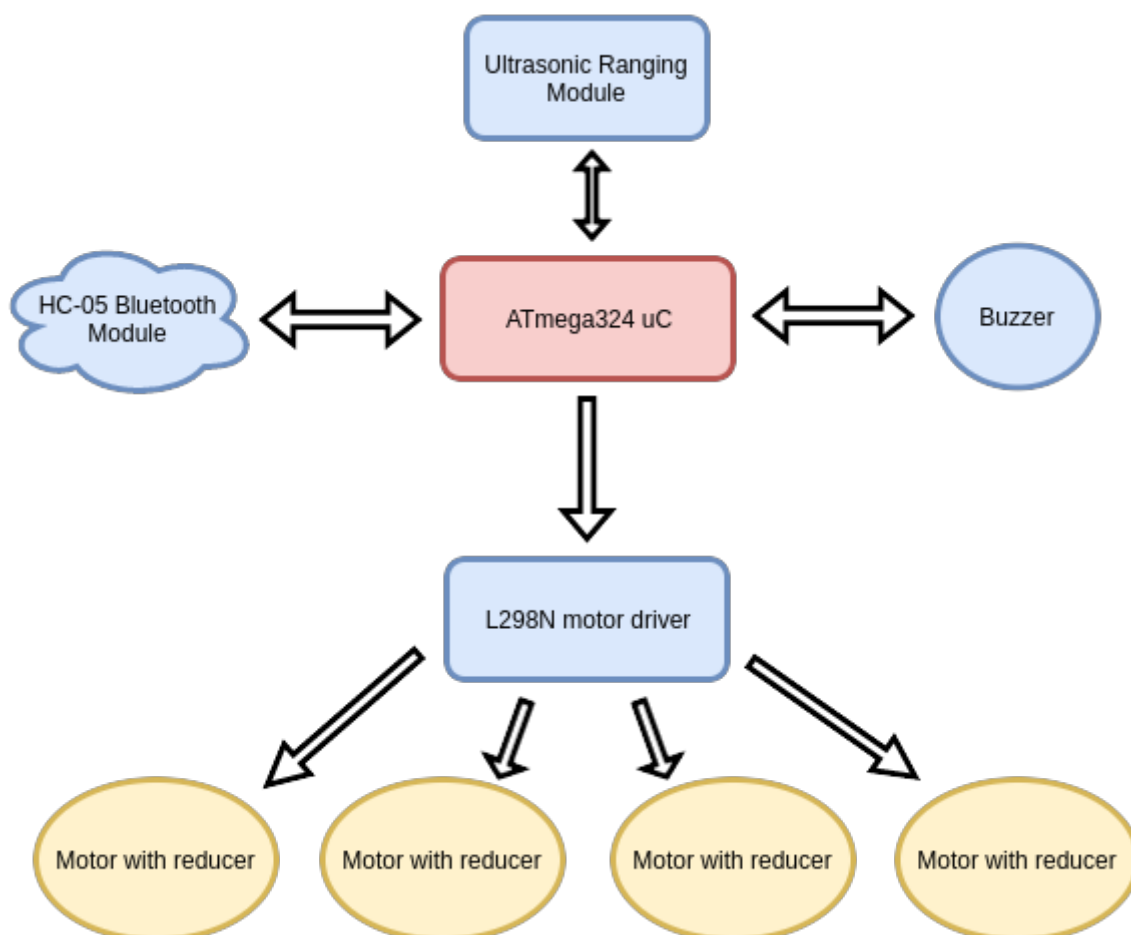 Ultrasonic Ranging
Module
HC-05 Bluetooth
Module
ATmega324 uC
Buzzer
L298N motor driver
Motor with reducer
Motor with reducer
Motor with reducer
Motor with reducer